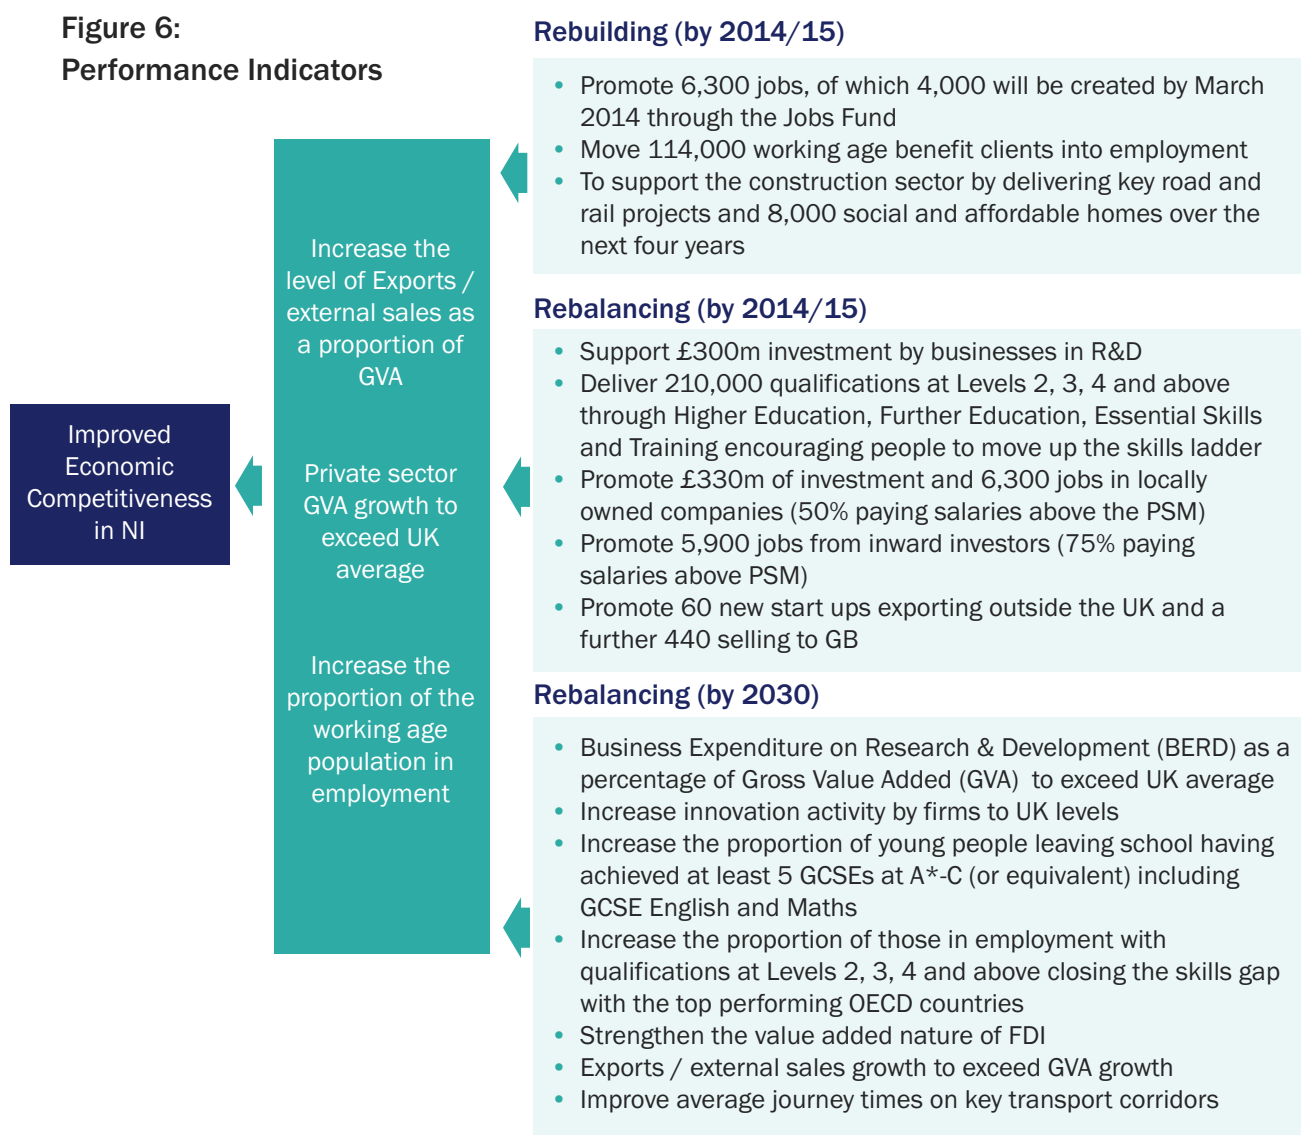 Figure 6:
Performance Indicators
Rebuilding (by 2014/15)
• Promote 6,300 jobs, of which 4,000 will be created by March
2014 through the Jobs Fund
• Move 114,000 working age benefit clients into employment
• To support the construction sector by delivering key road and
rail projects and 8,000 social and affordable homes over the
next four years
Rebalancing (by 2014/15)
• Support £300m investment by businesses in R&D
• Deliver 210,000 qualifications at Levels 2, 3, 4 and above
through Higher Education, Further Education, Essential Skills
and Training encouraging people to move up the skills ladder
• Promote £330m of investment and 6,300 jobs in locally
owned companies (50% paying salaries above the PSM)
• Promote 5,900 jobs from inward investors (75% paying
salaries above PSM)
• Promote 60 new start ups exporting outside the UK and a
further 440 selling to GB
Rebalancing (by 2030)
• Business Expenditure on Research & Development (BERD) as a
percentage of Gross Value Added (GVA) to exceed UK average
• Increase innovation activity by firms to UK levels
• Increase the proportion of young people leaving school having
achieved at least 5 GCSEs at A*-C (or equivalent) including
GCSE English and Maths
• Increase the proportion of those in employment with
qualifications at Levels 2, 3, 4 and above closing the skills gap
with the top performing OECD countries
• Strengthen the value added nature of FDI
• Exports / external sales growth to exceed GVA growth
• Improve average journey times on key transport corridors
Increase the
level of Exports /
external sales as
a proportion of
GVA
Private sector
GVA growth to
exceed UK
average
Increase the
proportion of the
working age
population in
employment
Improved
Economic
Competitiveness
in NI